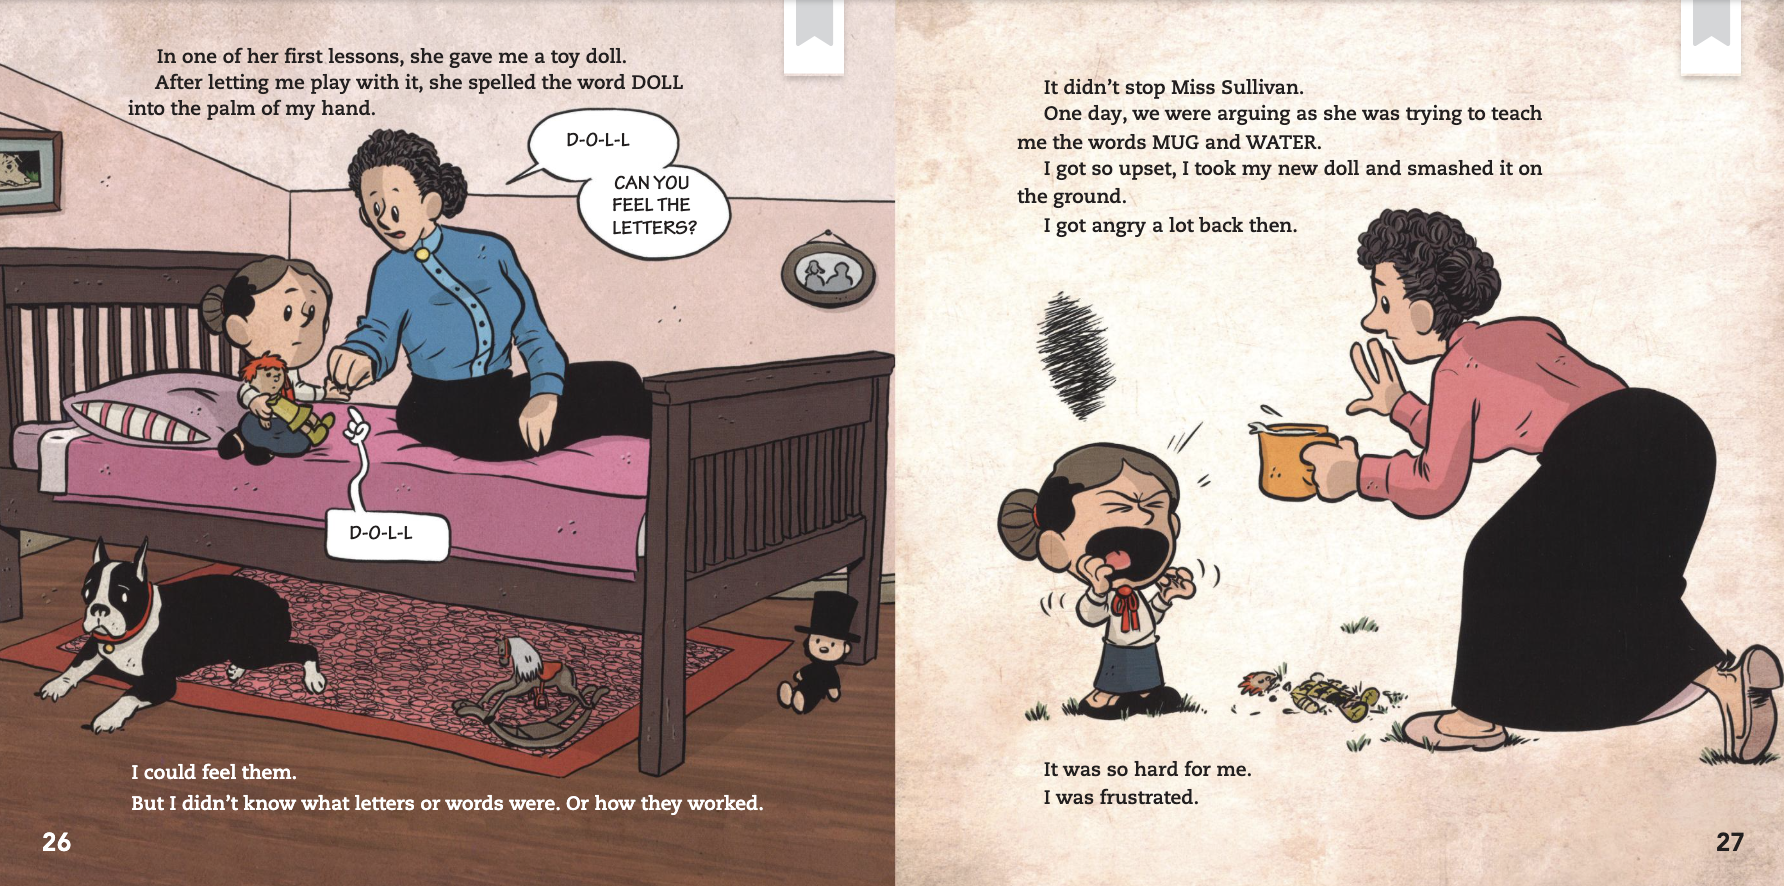 In one of her first lessons, she gave me a toy doll.
After letting me play with it, she spelled the word DOLL
into the palm of my hand.
D-O-L-L
CAN YOU
FEEL THE
LETTERS?
D-O-L-L
I could feel them.
But I didn’t know what letters or words were. Or how they worked.
26
It didn’t stop Miss Sullivan.
One day, we were arguing as she was trying to teach
me the words MUG and WATER.
I got so upset, I took my new doll and smashed it on
the ground.
I got angry a lot back then.
It was so hard for me.
I was frustrated.
27